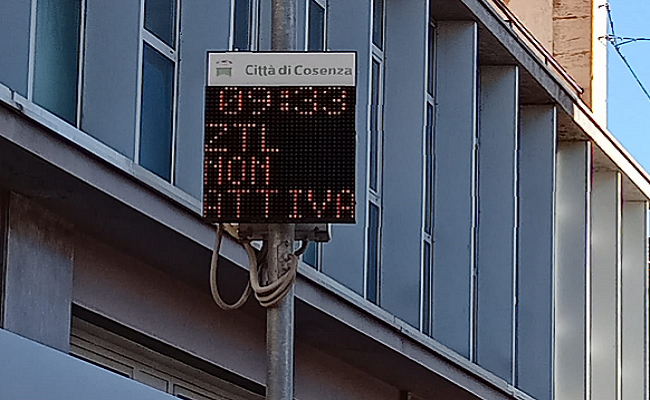 Città di Cosenza
09:33
ZTL
NON
ATTIVA